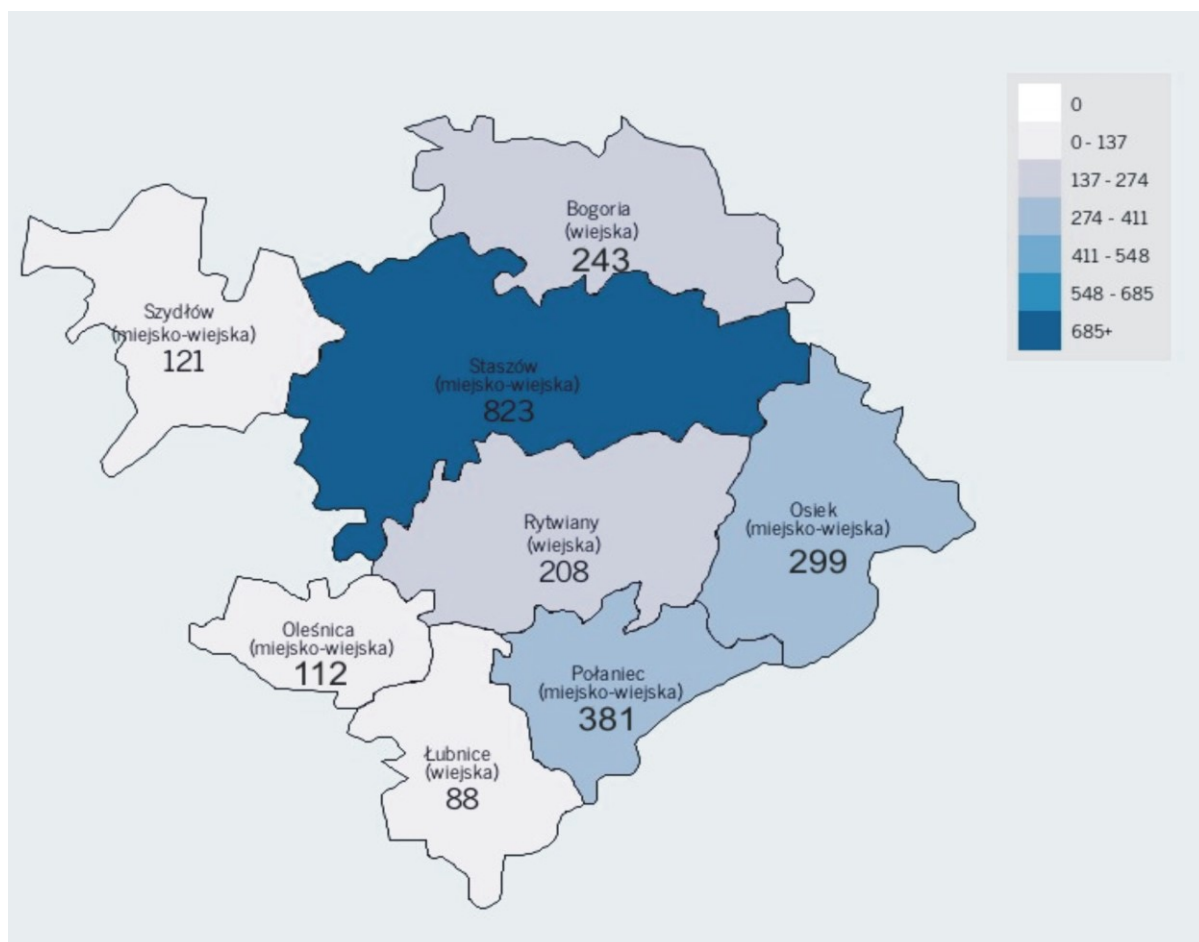 0
0 - 137
137 - 274
274 - 411
411 - 548
548 - 685
685+
Bogoria
(wiejska)
243
Szydłów
(miejsko-wiejska)
121
Staszów
(miejsko-wiejska)
823
Osiek
(miejsko-wiejska)
299
Rytwiany
(wiejska)
208
Oleśnica
(miejsko-wiejska)
112
Połaniec
(miejsko-wiejska)
381
Łubnice
(wiejska)
88